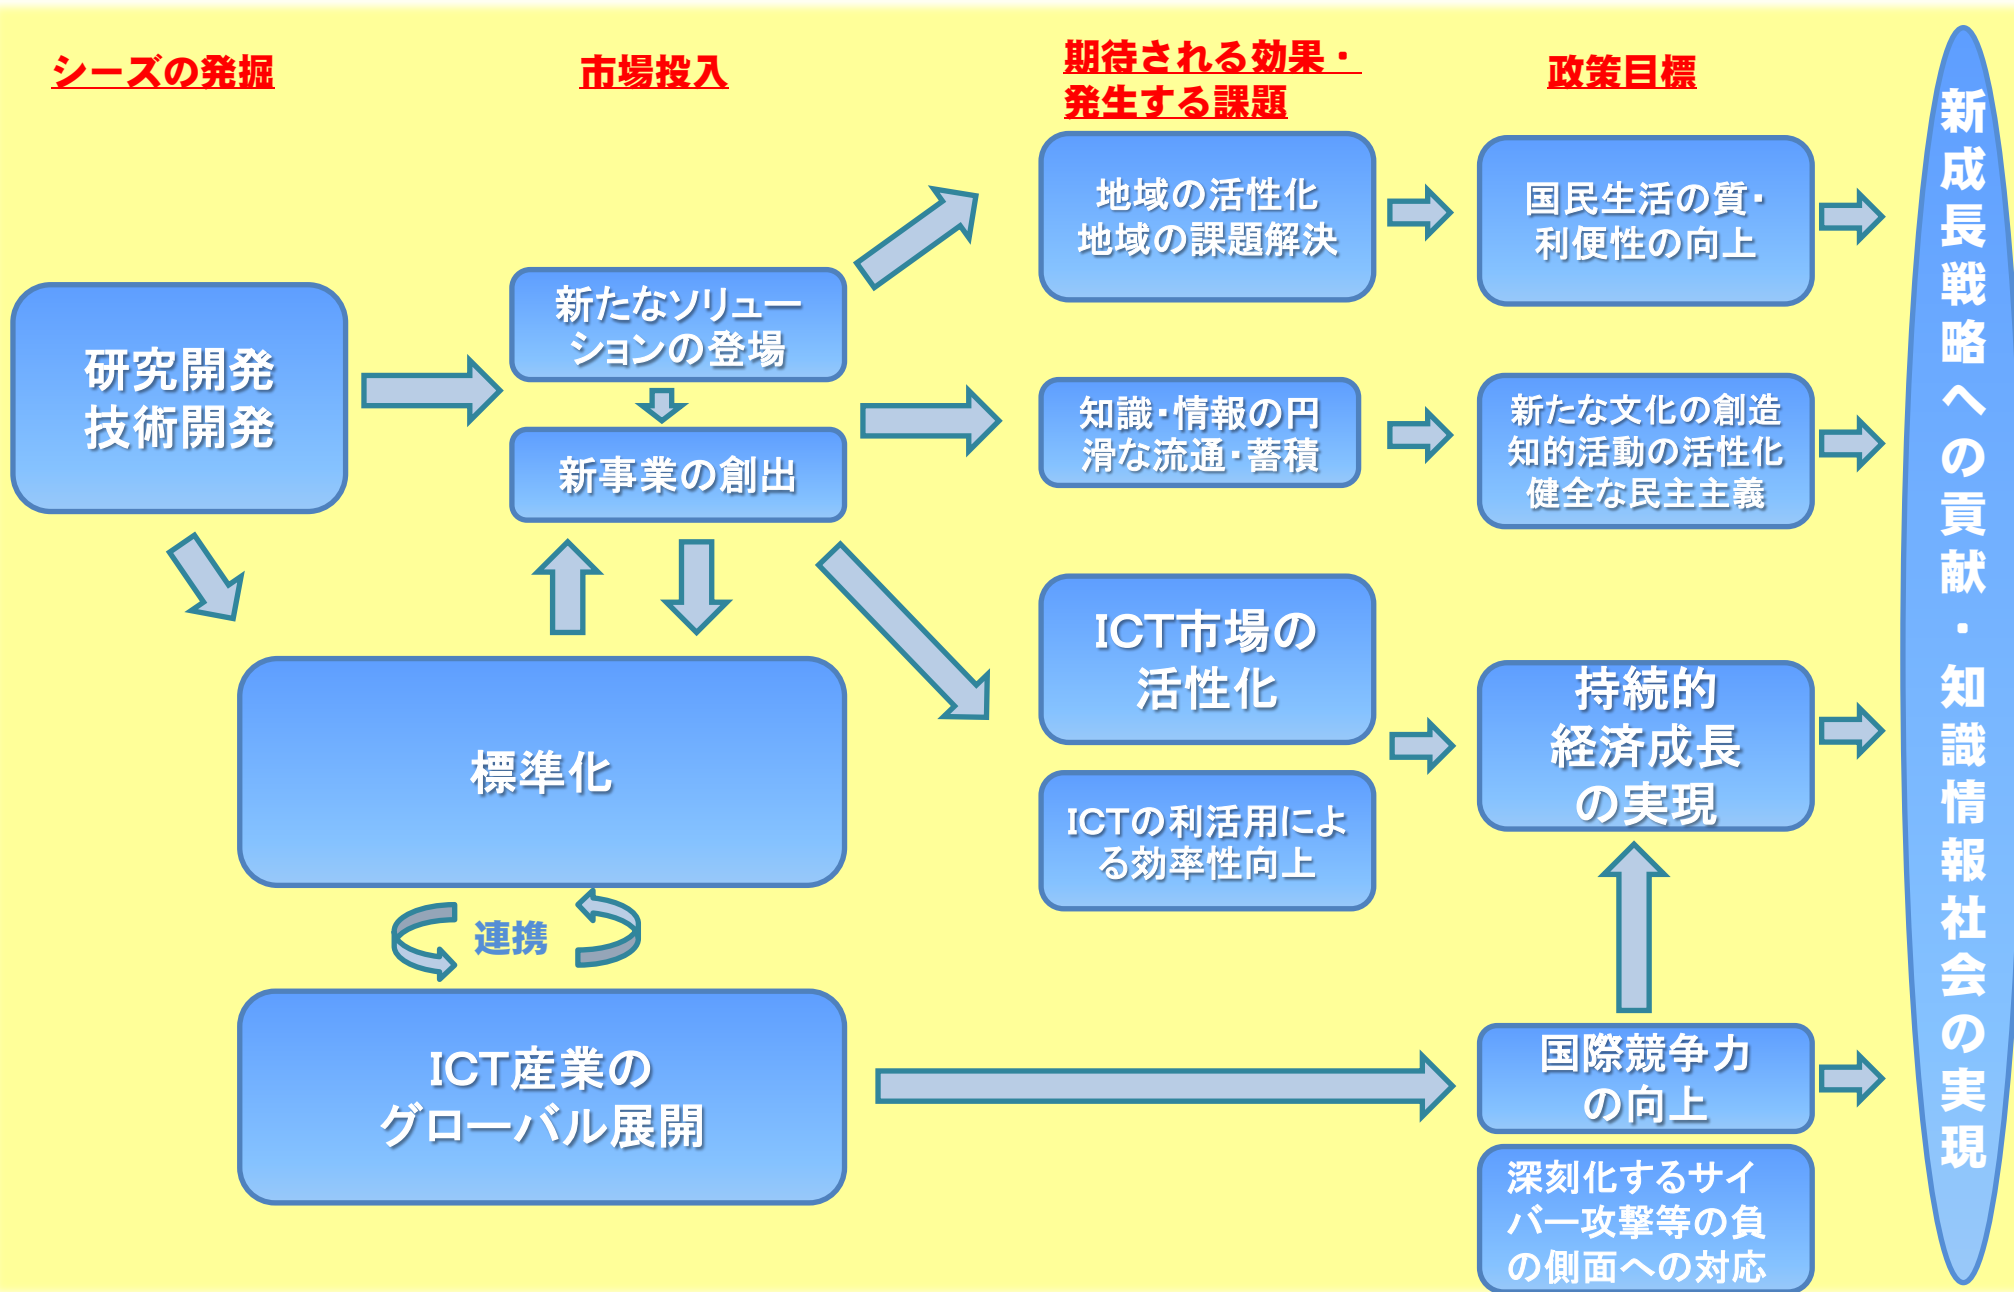 シーズの発掘
市場投入
期待される効果・
発生する課題
政策目標
研究開発
技術開発
新たなソリュー
ションの登場
新事業の創出
標準化
連携
ICT産業の
グローバル展開
地域の活性化
地域の課題解決
知識・情報の円
滑な流通・蓄積
ICT市場の
活性化
ICTの利活用によ
る効率性向上
国民生活の質・
利便性の向上
新たな文化の創造
知的活動の活性化
健全な民主主義
持続的
経済成長
の実現
国際競争力
の向上
深刻化するサイ
バー攻撃等の負
の側面への対応
新成長戦略への貢献・知識情報社会の実現